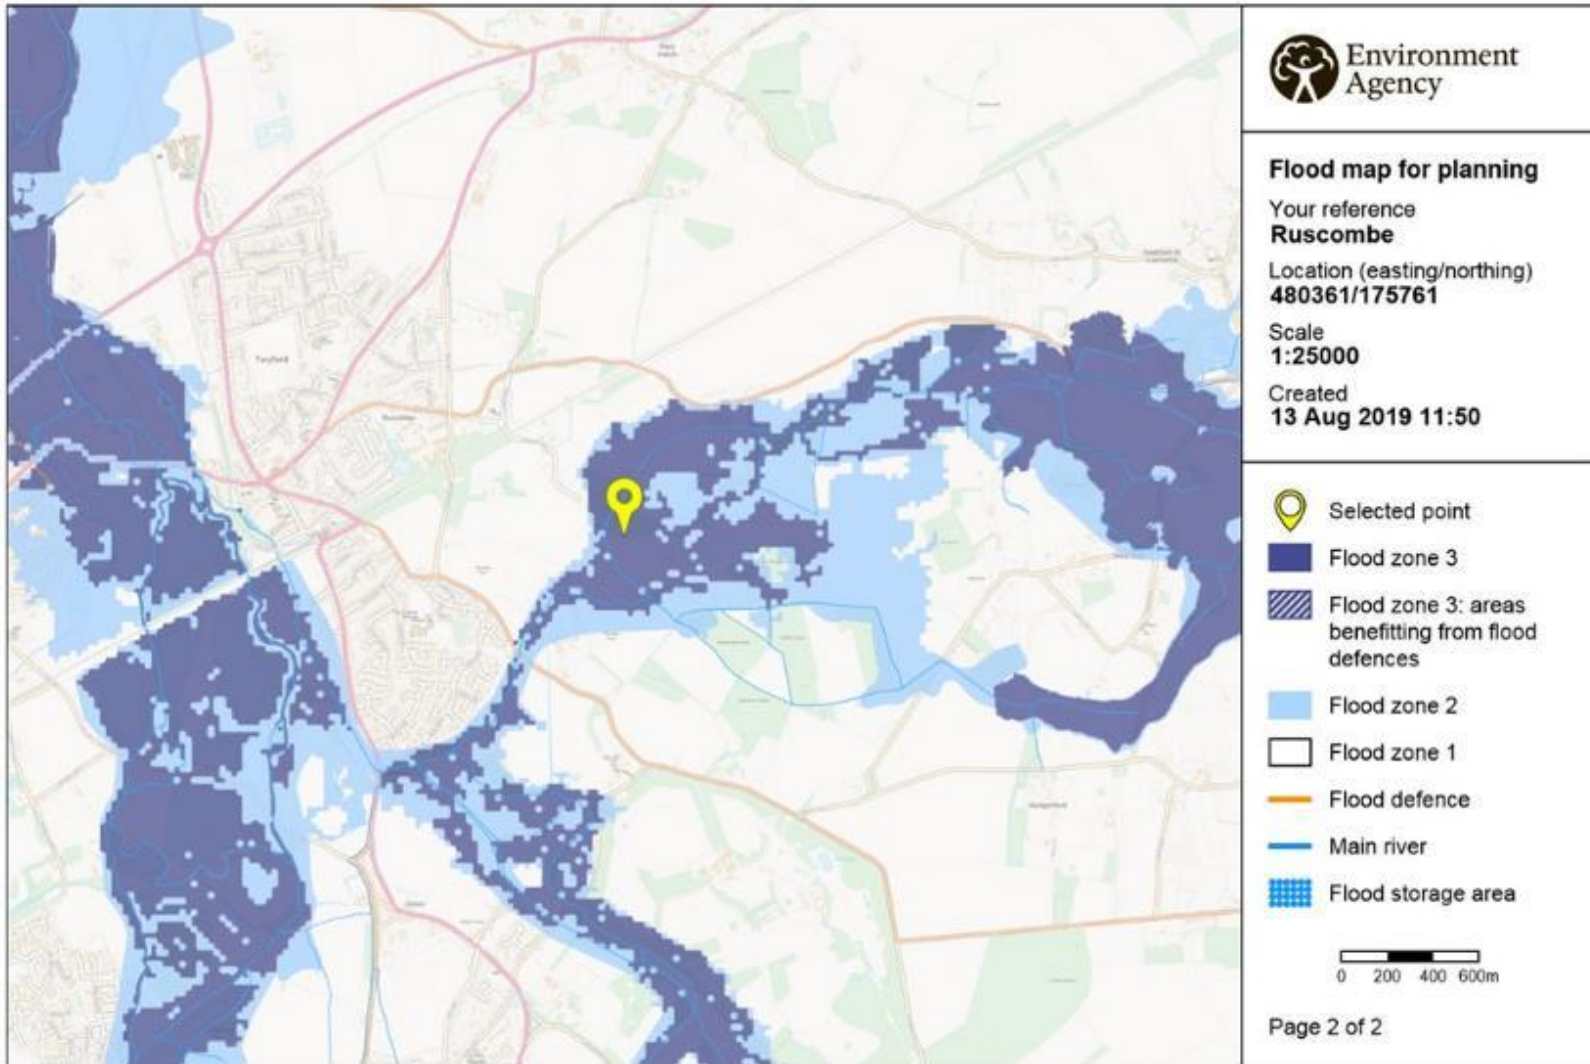 Environment
Agency
Flood map for planning
Your reference
Ruscombe
Location (easting/northing)
480361/175761
Scale
1:25000
Created
13 Aug 2019 11:50
Selected point
Flood zone 3
Flood zone 3: areas
benefitting from flood
defences
Flood zone 2
Flood zone 1
Flood defence
Main river
Flood storage area
0 200 400 600m
Page 2 of 2
Twyford
Ruscombe